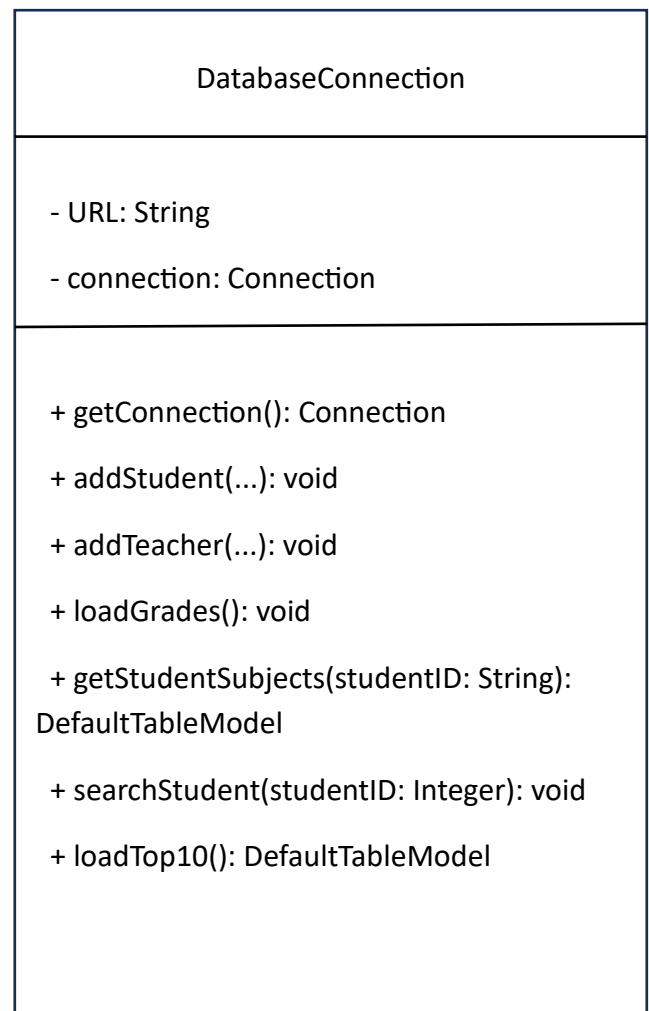 DatabaseConnection
- URL: String
- connection: Connection
+ getConnection(): Connection
+ addStudent(...): void
+ addTeacher(...): void
+ loadGrades(): void
+ getStudentSubjects(studentID: String):
DefaultTableModel
+ searchStudent(studentID: Integer): void
+ loadTop10(): DefaultTableModel